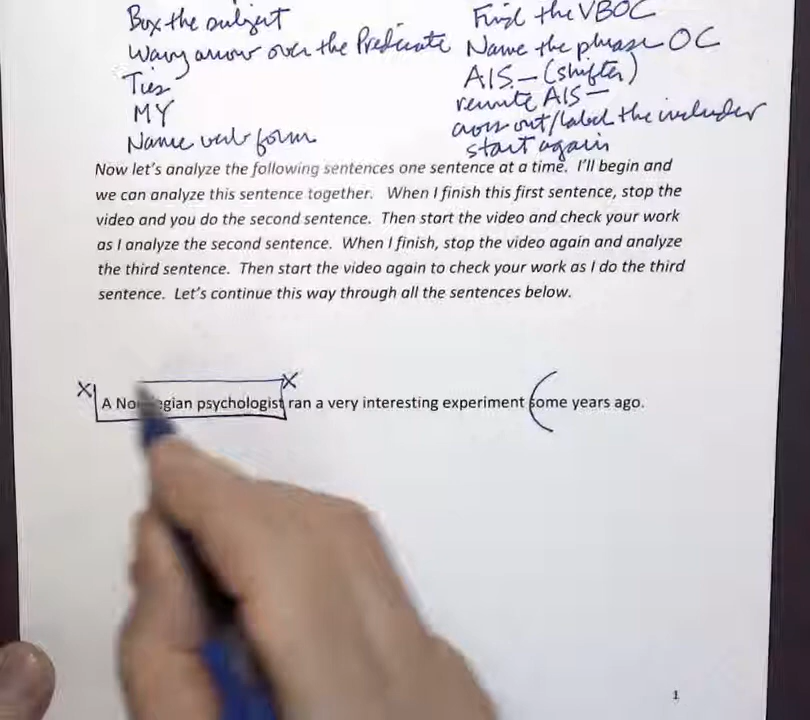 Box the subject
Wavy arrow over the Predicate
Ties
MY
Name verb form
Find the VBOC
Name the phrase OC
AIS — (shifter)
rewrite AIS —
cross out/label the includer
start again
Now let's analyze the following sentences one sentence at a time. I'll begin and
we can analyze this sentence together. When I finish this first sentence, stop the
video and you do the second sentence. Then start the video and check your work
as I analyze the second sentence. When I finish, stop the video again and analyze
the third sentence. Then start the video again to check your work as I do the third
sentence. Let's continue this way through all the sentences below.
X X
A Norwegian psychologist ran a very interesting experiment (some years ago.
1